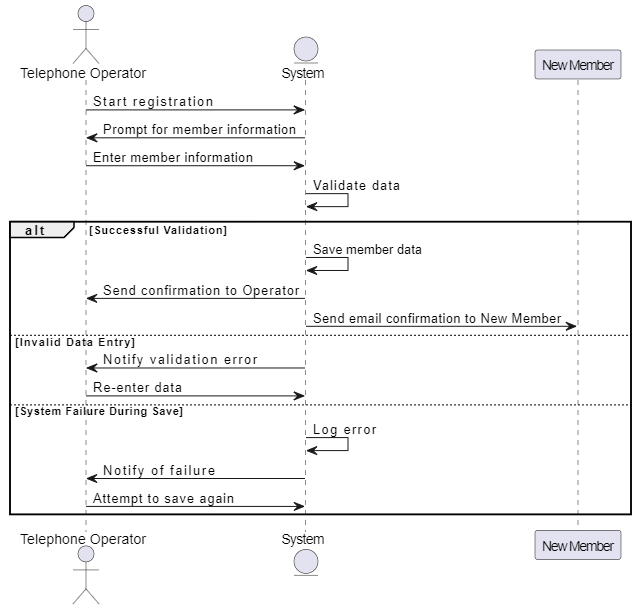 Telephone Operator
System
New Member
Start registration
Prompt for member information
Enter member information
Validate data
alt [Successful Validation]
Save member data
Send confirmation to Operator
Send email confirmation to New Member
[Invalid Data Entry]
Notify validation error
Re-enter data
[System Failure During Save]
Log error
Notify of failure
Attempt to save again
Telephone Operator
System
New Member